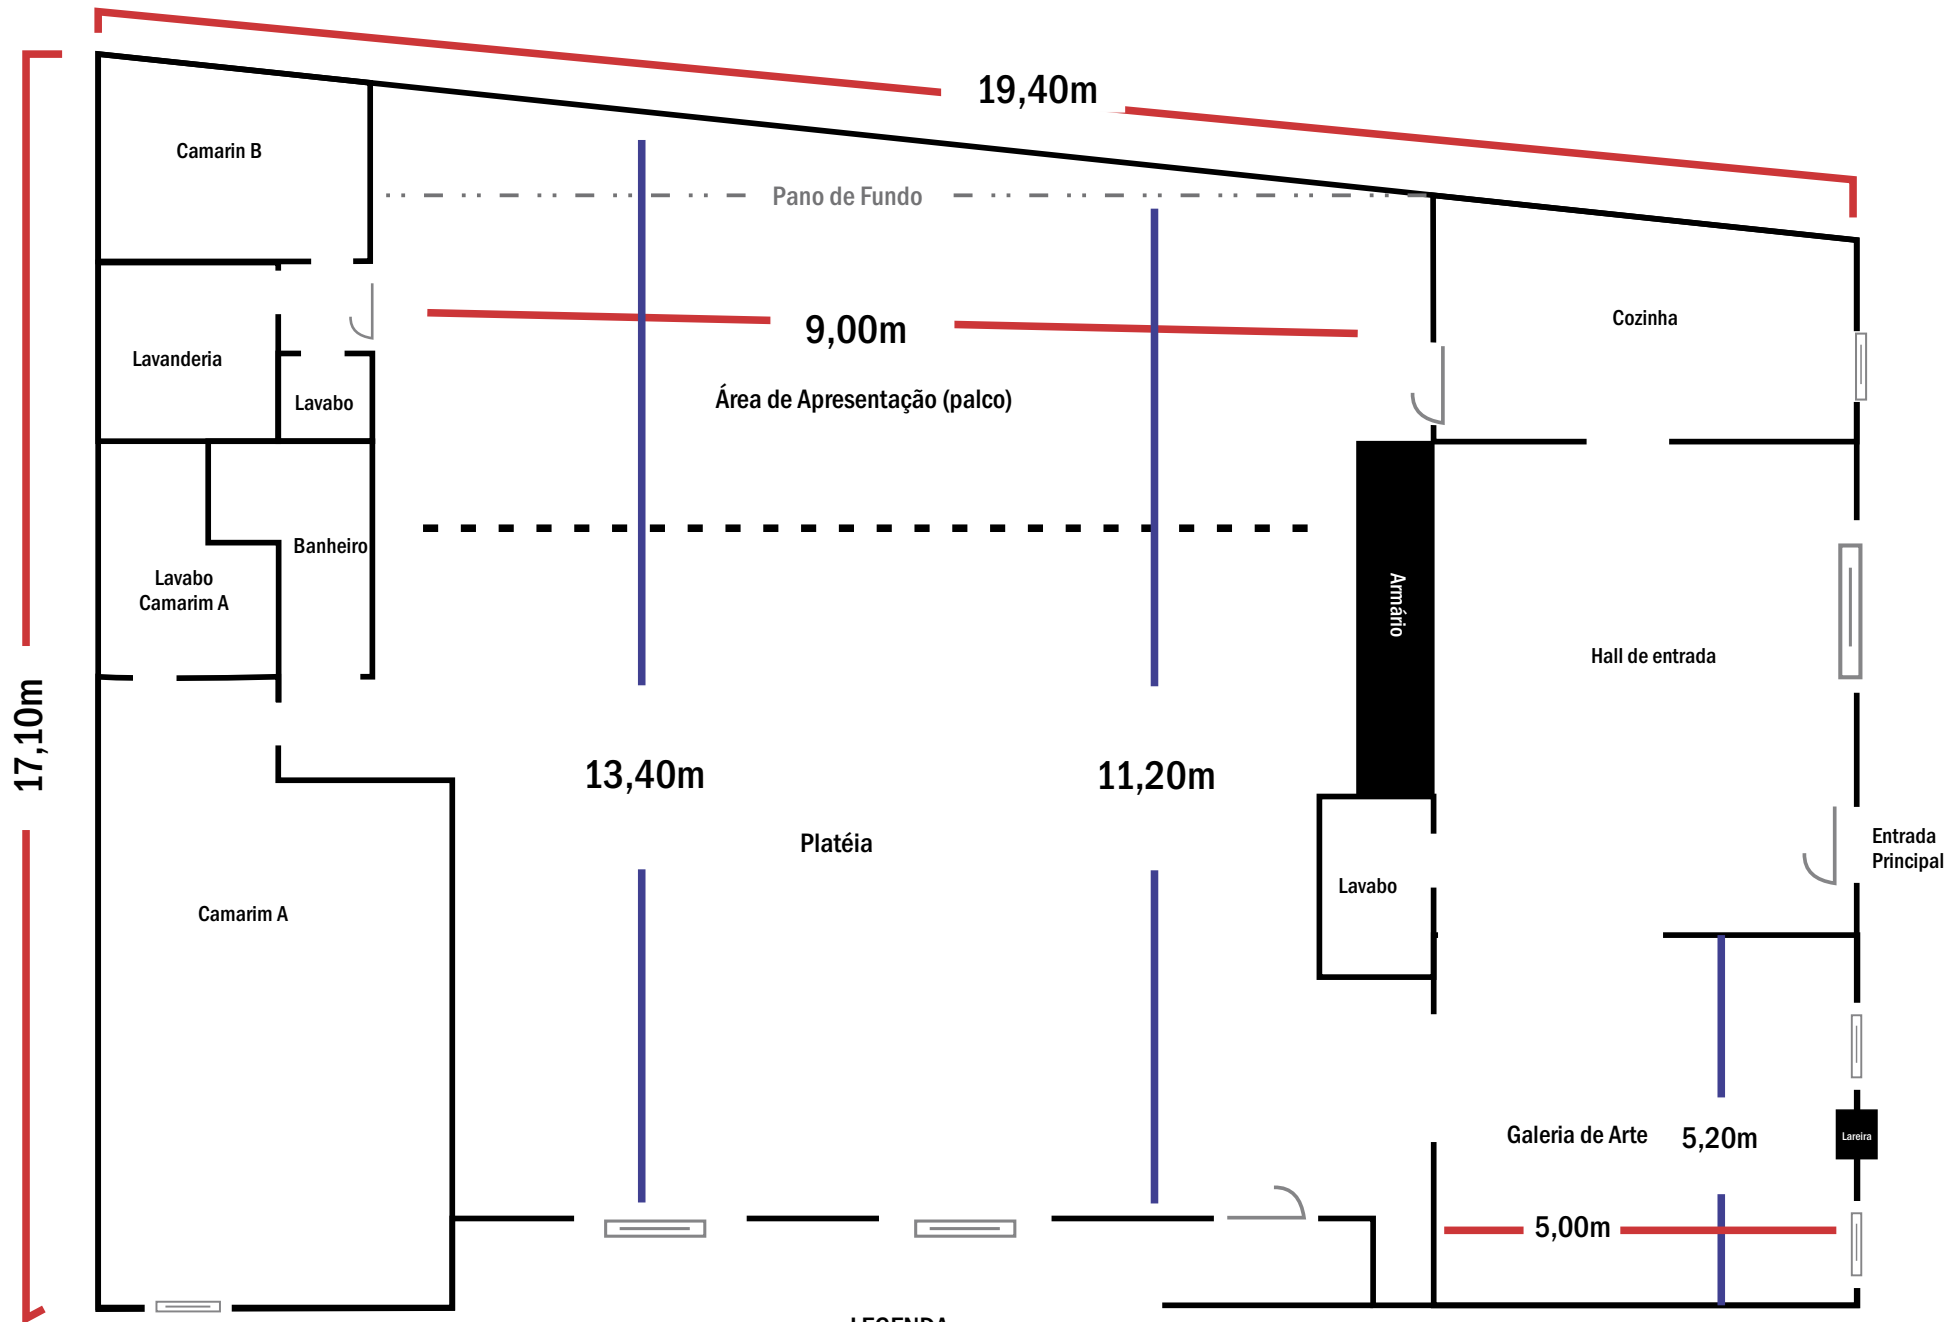 19,40m
Camarin B
Pano de Fundo
9,00m
Cozinha
Lavanderia
Lavabo
Área de Apresentação (palco)
Banheiro
Lavabo
Camarim A
Armário
Hall de entrada
17,10m
13,40m
11,20m
Platéia
Entrada
Principal
Lavabo
Camarim A
Galeria de Arte
5,20m
Lareira
5,00m
LEGENDA